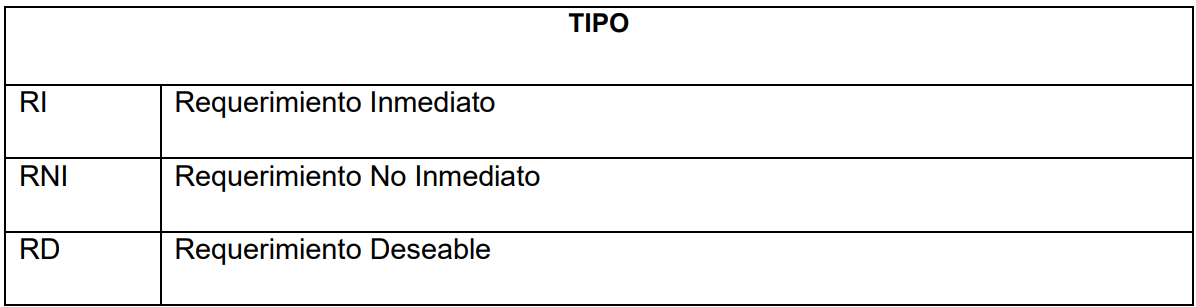 TIPO
RI Requerimiento Inmediato
RNI Requerimiento No Inmediato
RD Requerimiento Deseable